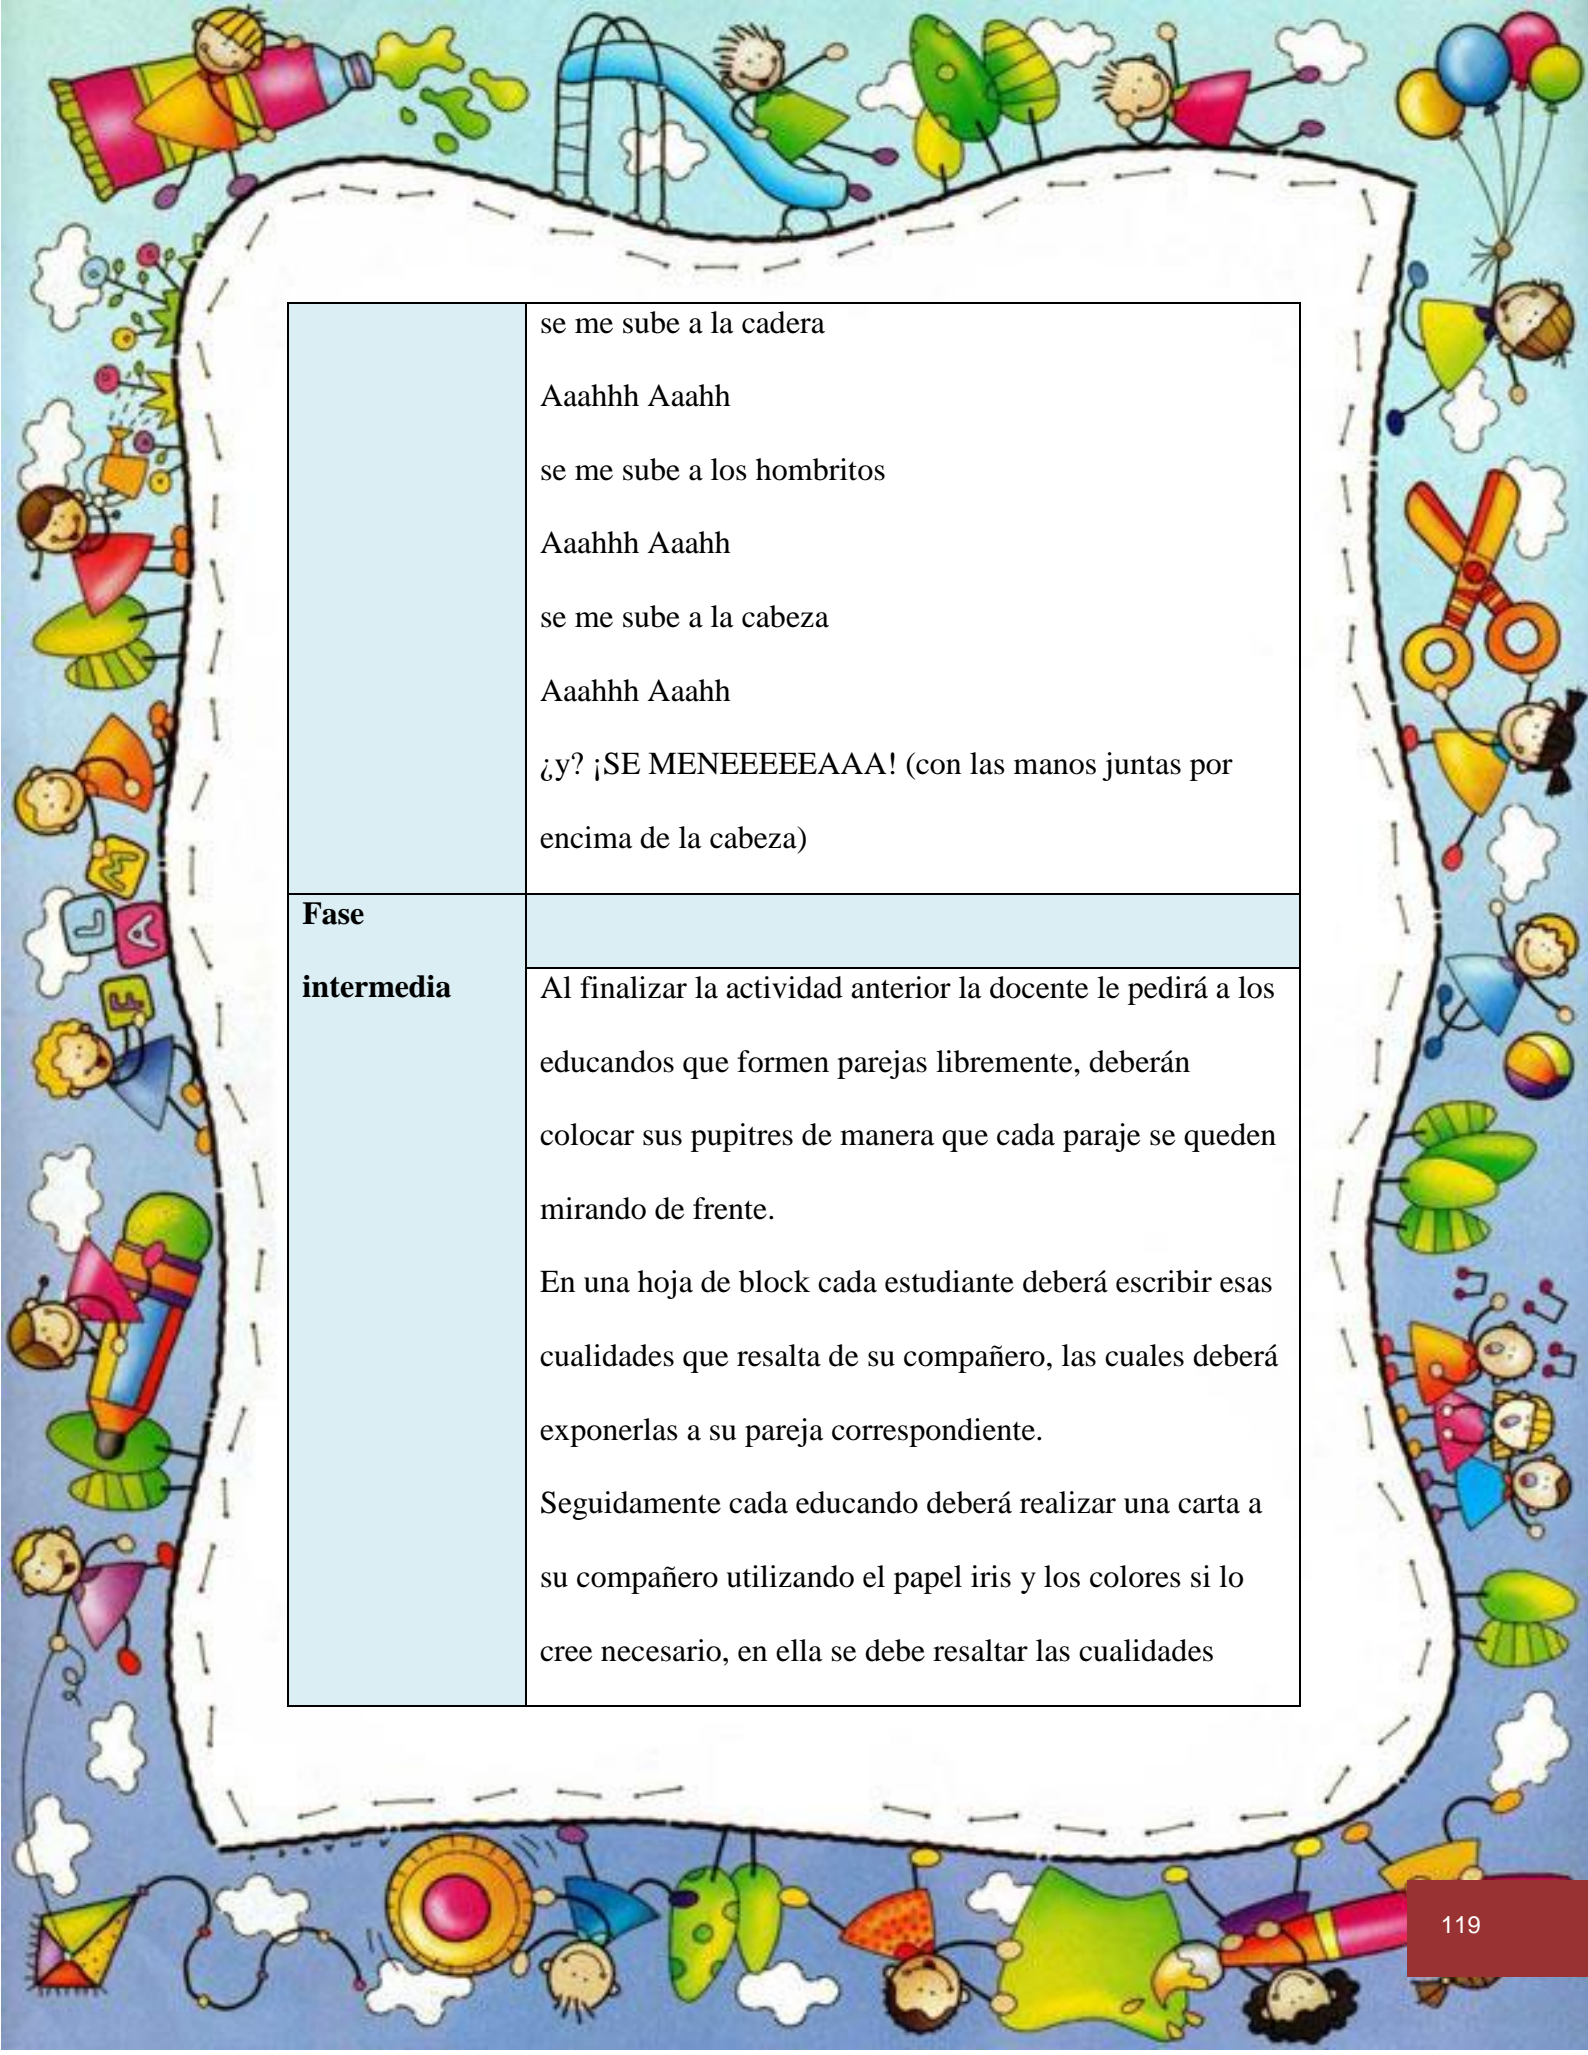 se me sube a la cadera
Aaahhh Aaahh
se me sube a los hombritos
Aaahhh Aaahh
se me sube a la cabeza
Aaahhh Aaahh
¿y? ¡SE MENEEEEEAAA! (con las manos juntas por
encima de la cabeza)
Fase
intermedia
Al finalizar la actividad anterior la docente le pedirá a los
educandos que formen parejas libremente, deberán
colocar sus pupitres de manera que cada paraje se queden
mirando de frente.
En una hoja de block cada estudiante deberá escribir esas
cualidades que resalta de su compañero, las cuales deberá
exponerlas a su pareja correspondiente.
Seguidamente cada educando deberá realizar una carta a
su compañero utilizando el papel iris y los colores si lo
cree necesario, en ella se debe resaltar las cualidades
M
L
A
F
119